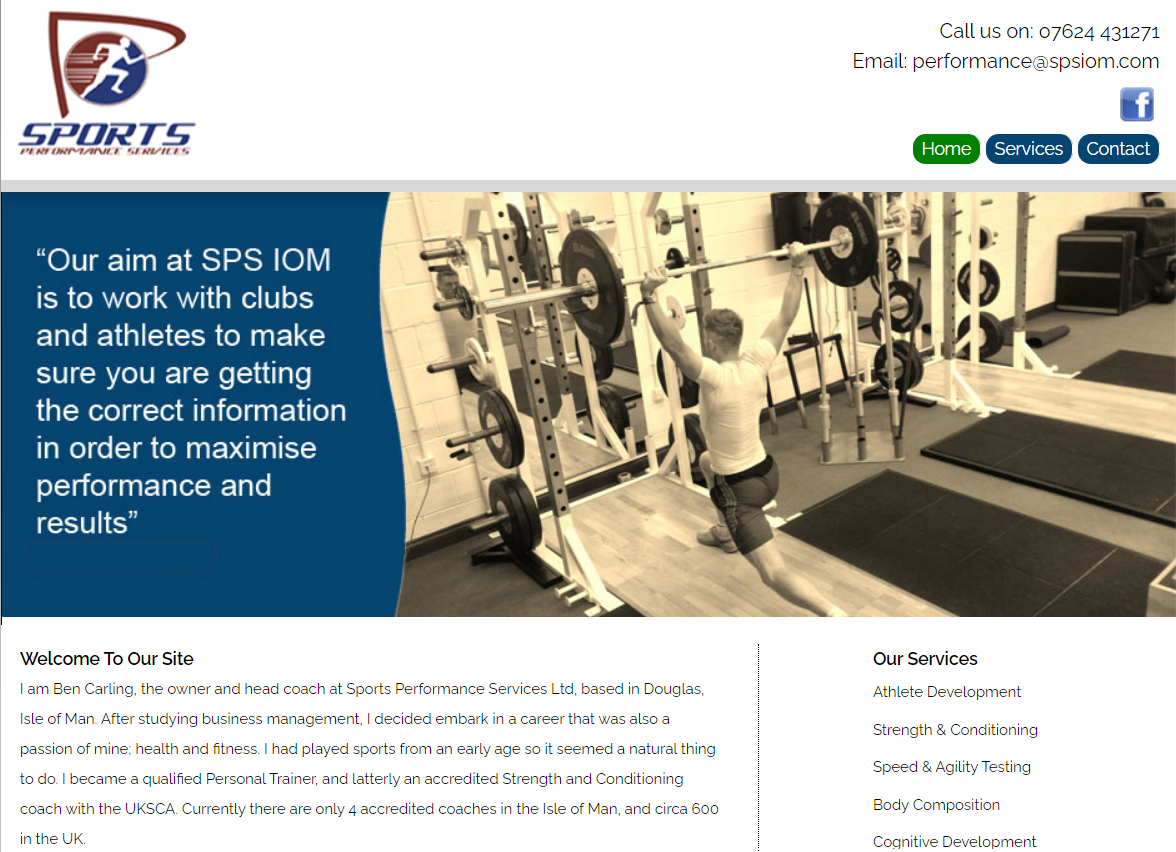 SPORTS
PERFORMANCE SERVICES
Call us on: 07624 431271
Email: performance@spsiom.com
f
Home Services Contact
“Our aim at SPS IOM
is to work with clubs
and athletes to make
sure you are getting
the correct information
in order to maximise
performance and
results”
Welcome To Our Site
I am Ben Carling, the owner and head coach at Sports Performance Services Ltd, based in Douglas,
Isle of Man. After studying business management, I decided embark in a career that was also a
passion of mine; health and fitness. I had played sports from an early age so it seemed a natural thing
to do. I became a qualified Personal Trainer, and latterly an accredited Strength and Conditioning
coach with the UKSCA. Currently there are only 4 accredited coaches in the Isle of Man, and circa 600
in the UK.
Our Services
Athlete Development
Strength & Conditioning
Speed & Agility Testing
Body Composition
Cognitive Development